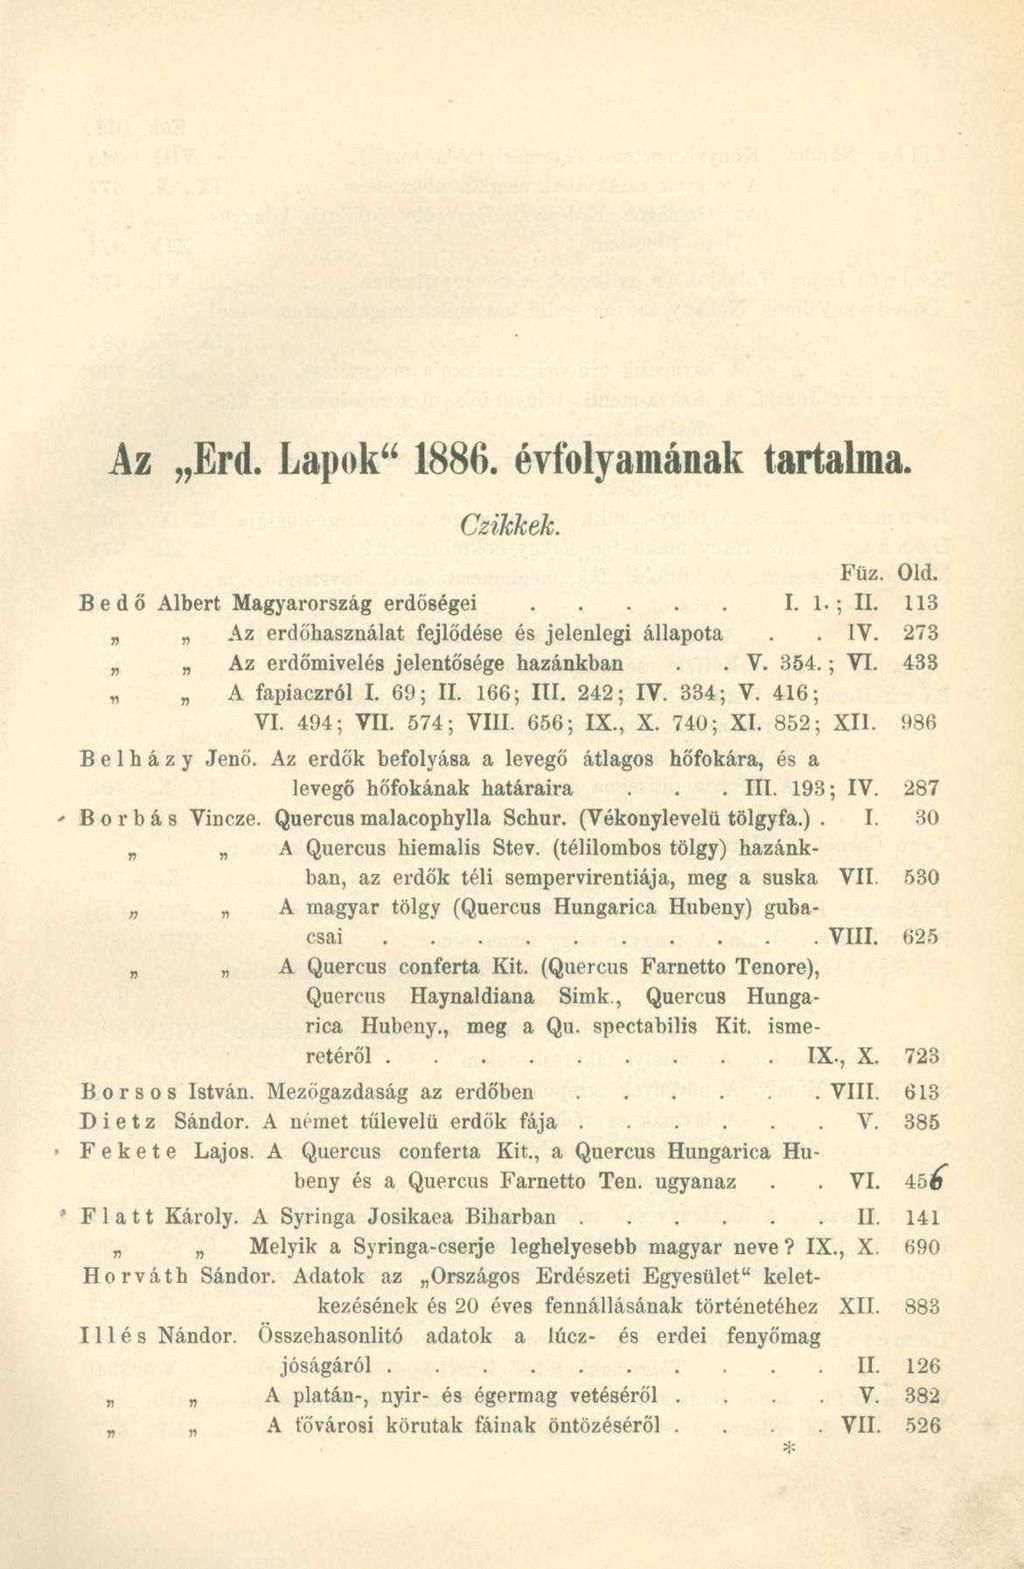 Az „Erd. Lapok“ 1886. évfolyamának tartalma.
Czikkek.
Füz. Old.
Bedő Albert Magyarország erdőségei . . . . . I. 1.; II. 113
„ „ Az erdőhasználat fejlődése és jelenlegi állapota . . IV. 273
„ „ Az erdőmivelés jelentősége hazánkban . . V. 354.; VI. 433
„ „ A fapiaczról I. 69; II. 166; III. 242; IV. 334; V. 416;
VI. 494; VII. 574; VIII. 656; IX., X. 740; XI. 852; XII. 986
Belházy Jenő. Az erdők befolyása a levegő átlagos hőfokára, és a
levegő hőfokának határaira . . . III. 193; IV. 287
Borbás Vincze. Quercus malacophylla Schur. (Vékonylevelü tölgyfa.) . I. 30
„ „ A Quercus hiemalis Stev. (télilombos tölgy) hazánk-
ban, az erdők téli sempervirentiája, meg a suska VII. 530
„ „ A magyar tölgy (Quercus Hungarica Hubeny) guba-
csai . . . . . . . . . . VIII. 625
„ „ A Quercus conferta Kit. (Quercus Farnetto Tenore),
Quercus Haynaldiana Simk., Quercus Hunga-
rica Hubeny., meg a Qu. spectabilis Kit. isme-
retéről . . . . . . . . . IX., X. 723
Borsos István. Mezőgazdaság az erdőben . . . . . . VIII. 613
Dietz Sándor. A német tűlevelü erdők fája . . . . . . V. 385
Fekete Lajos. A Quercus conferta Kit., a Quercus Hungarica Hu-
beny és a Quercus Farnetto Ten. ugyanaz . . VI. 456
Flatt Károly. A Syringa Josikaea Biharban . . . . . . II. 141
„ „ Melyik a Syringa-cserje leghelyesebb magyar neve? IX., X. 690
Horváth Sándor. Adatok az „Országos Erdészeti Egyesület“ kelet-
kezésének és 20 éves fennállásának történetéhez XII. 883
Illés Nándor. Összehasonlitó adatok a lúcz- és erdei fenyőmag
jóságáról . . . . . . . . . . II. 126
„ „ A platán-, nyir- és égermag vetéséről . . . . V. 382
„ „ A fővárosi körutak fáinak öntözéséről . . . . VII. 526
*